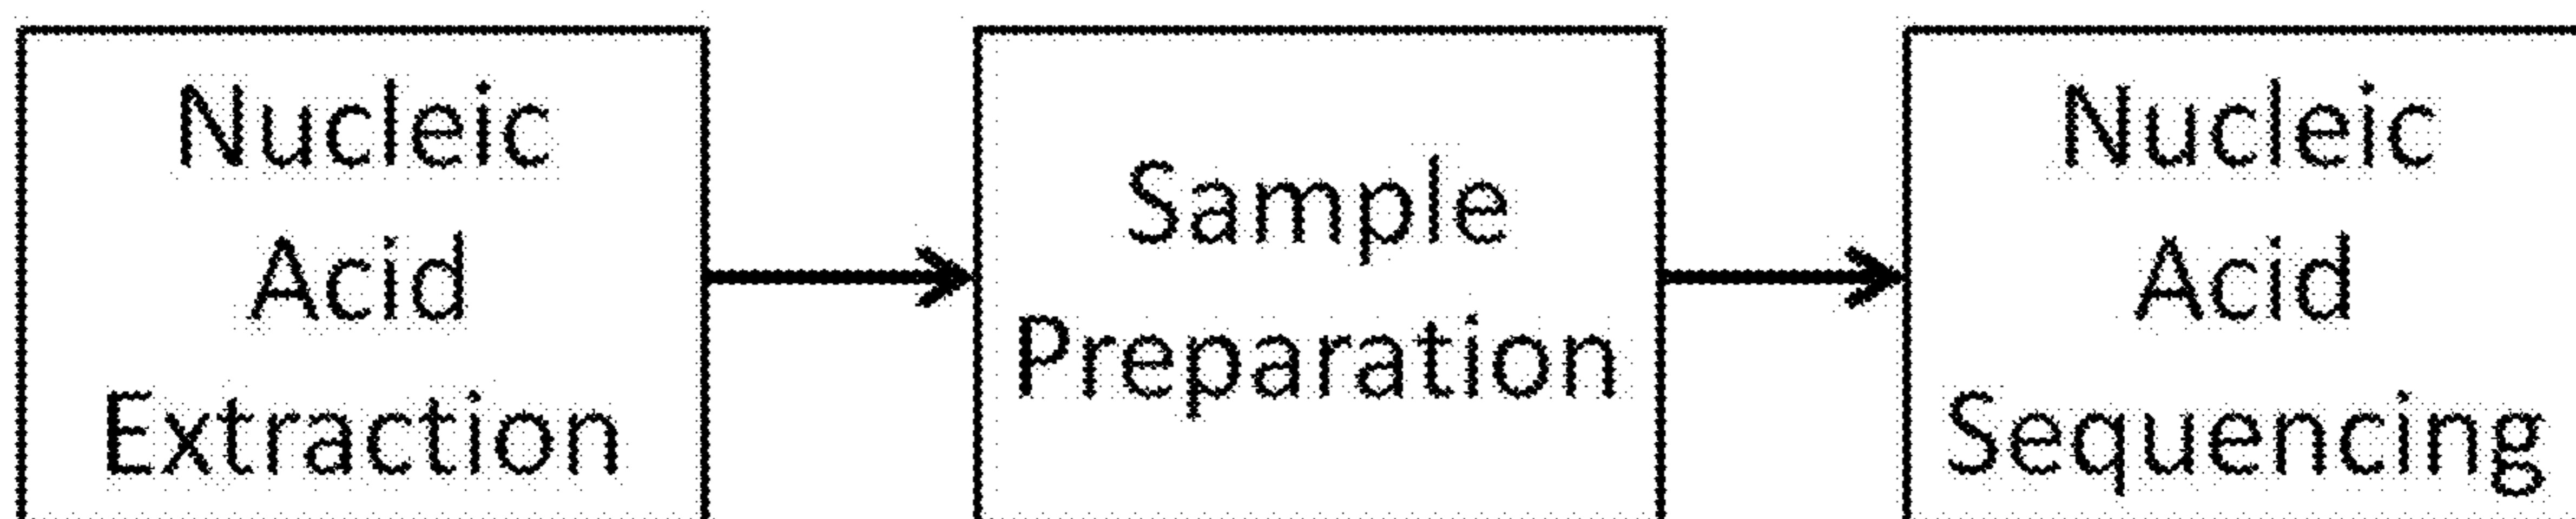 Nucleic
Acid
Extraction
Sample
Preparation
Nucleic
Acid
Sequencing